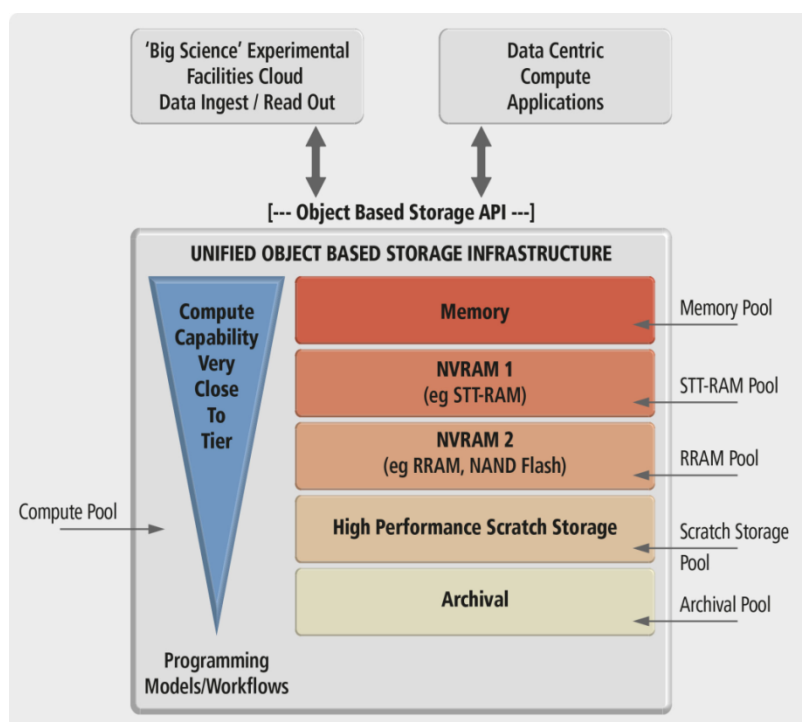 ‘Big Science’ Experimental
Facilities Cloud
Data Ingest / Read Out
Data Centric
Compute
Applications
[--- Object Based Storage API ---]
UNIFIED OBJECT BASED STORAGE INFRASTRUCTURE
Compute
Capability
Very
Close
To
Tier
Memory
Memory Pool
NVRAM 1
(eg STT-RAM)
STT-RAM Pool
NVRAM 2
(eg RRAM, NAND Flash)
RRAM Pool
Compute Pool
High Performance Scratch Storage
Scratch Storage
Pool
Archival
Archival Pool
Programming
Models/Workflows